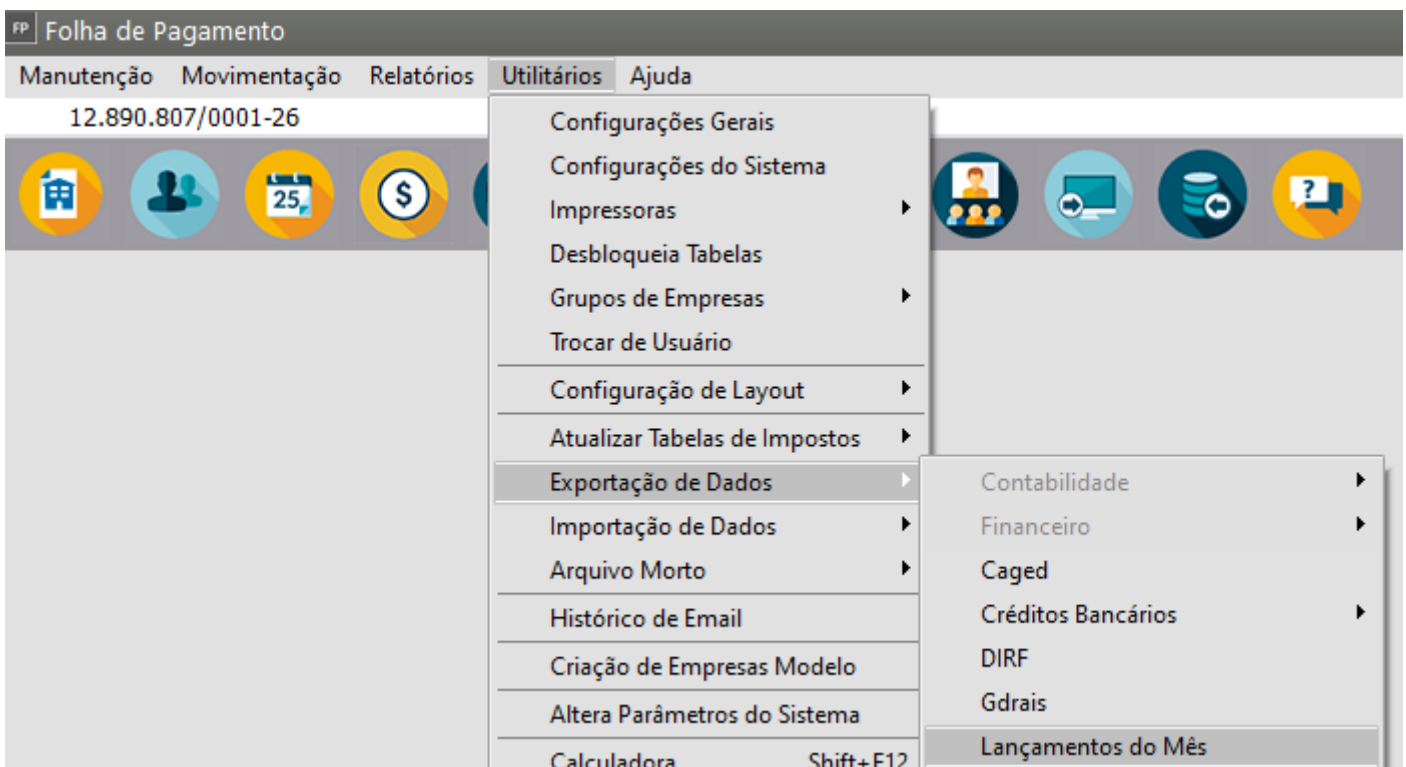 FP Folha de Pagamento
Manutenção Movimentação Relatórios Utilitários Ajuda
12.890.807/0001-26
25
$
?
Configurações Gerais
Configurações do Sistema
Impressoras
Desbloqueia Tabelas
Grupos de Empresas
Trocar de Usuário
Configuração de Layout
Atualizar Tabelas de Impostos
Exportação de Dados
Importação de Dados
Arquivo Morto
Histórico de Email
Criação de Empresas Modelo
Altera Parâmetros do Sistema
Calculadora Shift+F12
Contabilidade
Financeiro
Caged
Créditos Bancários
DIRF
Gdrais
Lançamentos do Mês